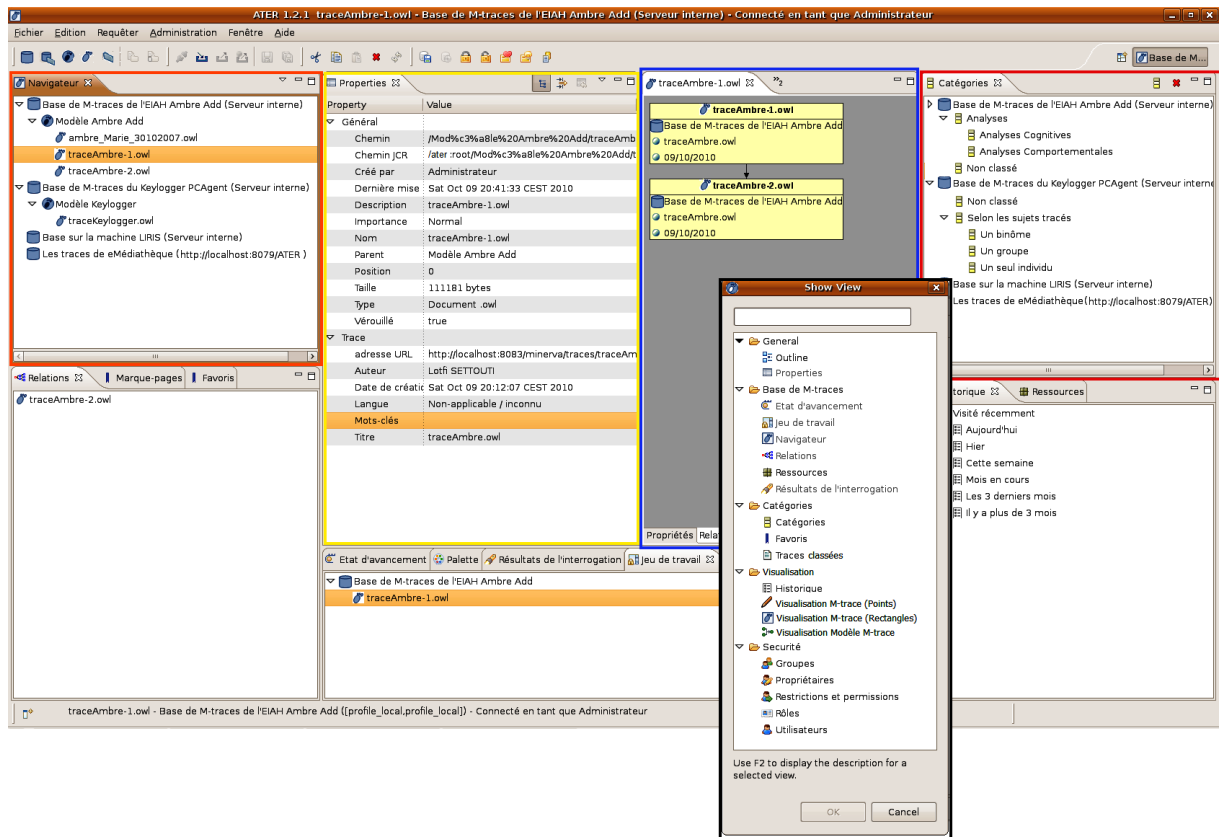 ATER 1.2.1 traceAmbre-1.owl - Base de M-traces de l'EIAH Ambre Add (Serveur interne) - Connecté en tant que Administrateur
Fichier Edition Requêter Administration Fenêtre Aide
Base de M...
Navigateur
Base de M-traces de l'EIAH Ambre Add (Serveur interne)
Modèle Ambre Add
ambre_Marie_30102007.owl
traceAmbre-1.owl
traceAmbre-2.owl
Base de M-traces du Keylogger PCAgent (Serveur interne)
Modèle Keylogger
traceKeylogger.owl
Base sur la machine LIRIS (Serveur interne)
Les traces de eMédiathèque (http://localhost:8079/ATER )
Relations Marque-pages Favoris
traceAmbre-2.owl
Properties
Property Value
Général
Chemin /Mod%c3%a8le%20Ambre%20Add/traceAmb
Chemin JCR /ater :root/Mod%c3%a8le%20Ambre%20Add/t
Créé par Administrateur
Dernière mise Sat Oct 09 20:41:33 CEST 2010
Description traceAmbre-1.owl
Importance Normal
Nom traceAmbre-1.owl
Parent Modèle Ambre Add
Position 0
Taille 111181 bytes
Type Document .owl
Vérouillé true
Trace
adresse URL http://localhost:8083/minerva/traces/traceAm
Auteur Lotfi SETTOUTI
Date de créatic Sat Oct 09 20:12:07 CEST 2010
Langue Non-applicable / inconnu
Mots-clés
Titre traceAmbre.owl
Etat d'avancement Palette Résultats de l'interrogation Jeu de travail
Base de M-traces de l'EIAH Ambre Add
traceAmbre-1.owl
traceAmbre-1.owl »2
traceAmbre-1.owl
Base de M-traces de l'EIAH Ambre Add
traceAmbre.owl
09/10/2010
traceAmbre-2.owl
Base de M-traces de l'EIAH Ambre Add
traceAmbre.owl
09/10/2010
Propriétés Rela
Catégories
Base de M-traces de l'EIAH Ambre Add (Serveur interne)
Analyses
Analyses Cognitives
Analyses Comportementales
Non classé
Base de M-traces du Keylogger PCAgent (Serveur interne
Non classé
Selon les sujets tracés
Un binôme
Un groupe
Un seul individu
Base sur la machine LIRIS (Serveur interne)
Les traces de eMédiathèque(http://localhost:8079/ATER)
torique Ressources
Visité récemment
Aujourd'hui
Hier
Cette semaine
Mois en cours
Les 3 derniers mois
Il y a plus de 3 mois
Show View
General
Outline
Properties
Base de M-traces
Etat d'avancement
Jeu de travail
Navigateur
Relations
Ressources
Résultats de l'interrogation
Catégories
Catégories
Favoris
Traces classées
Visualisation
Historique
Visualisation M-trace (Points)
Visualisation M-trace (Rectangles)
Visualisation Modèle M-trace
Securité
Groupes
Propriétaires
Restrictions et permissions
Rôles
Utilisateurs
Use F2 to display the description for a
selected view.
OK Cancel
traceAmbre-1.owl - Base de M-traces de l'EIAH Ambre Add ([profile_local,profile_local]) - Connecté en tant que Administrateur